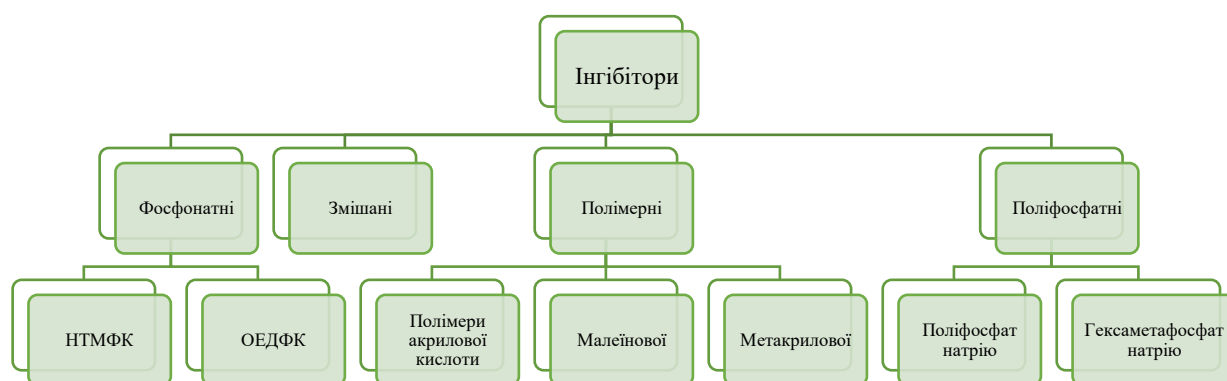 Інгібітори
Фосфонатні
Змішані
Полімерні
Поліфосфатні
НТМФК
ОЕДФК
Полімери
акрилової
кислоти
Малеїнової
Метакрилової
Поліфосфат
натрію
Гексаметафосфат
натрію